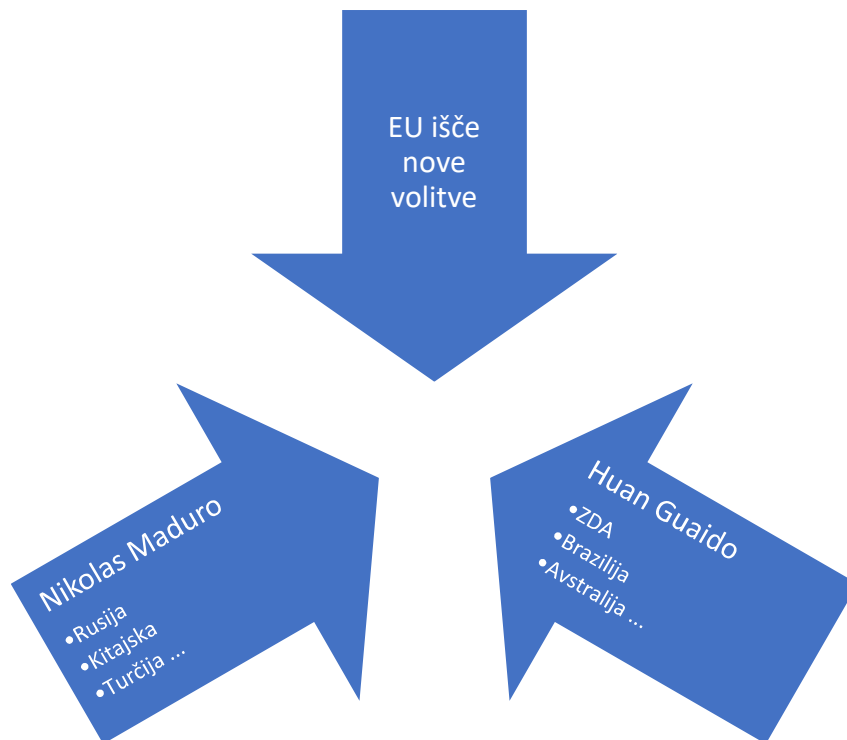 EU išče
nove
volitve
Nikolas Maduro
•Rusija
•Kitajska
•Turčija ...
Huan Guaido
•ZDA
•Brazilija
•Avstralija ...